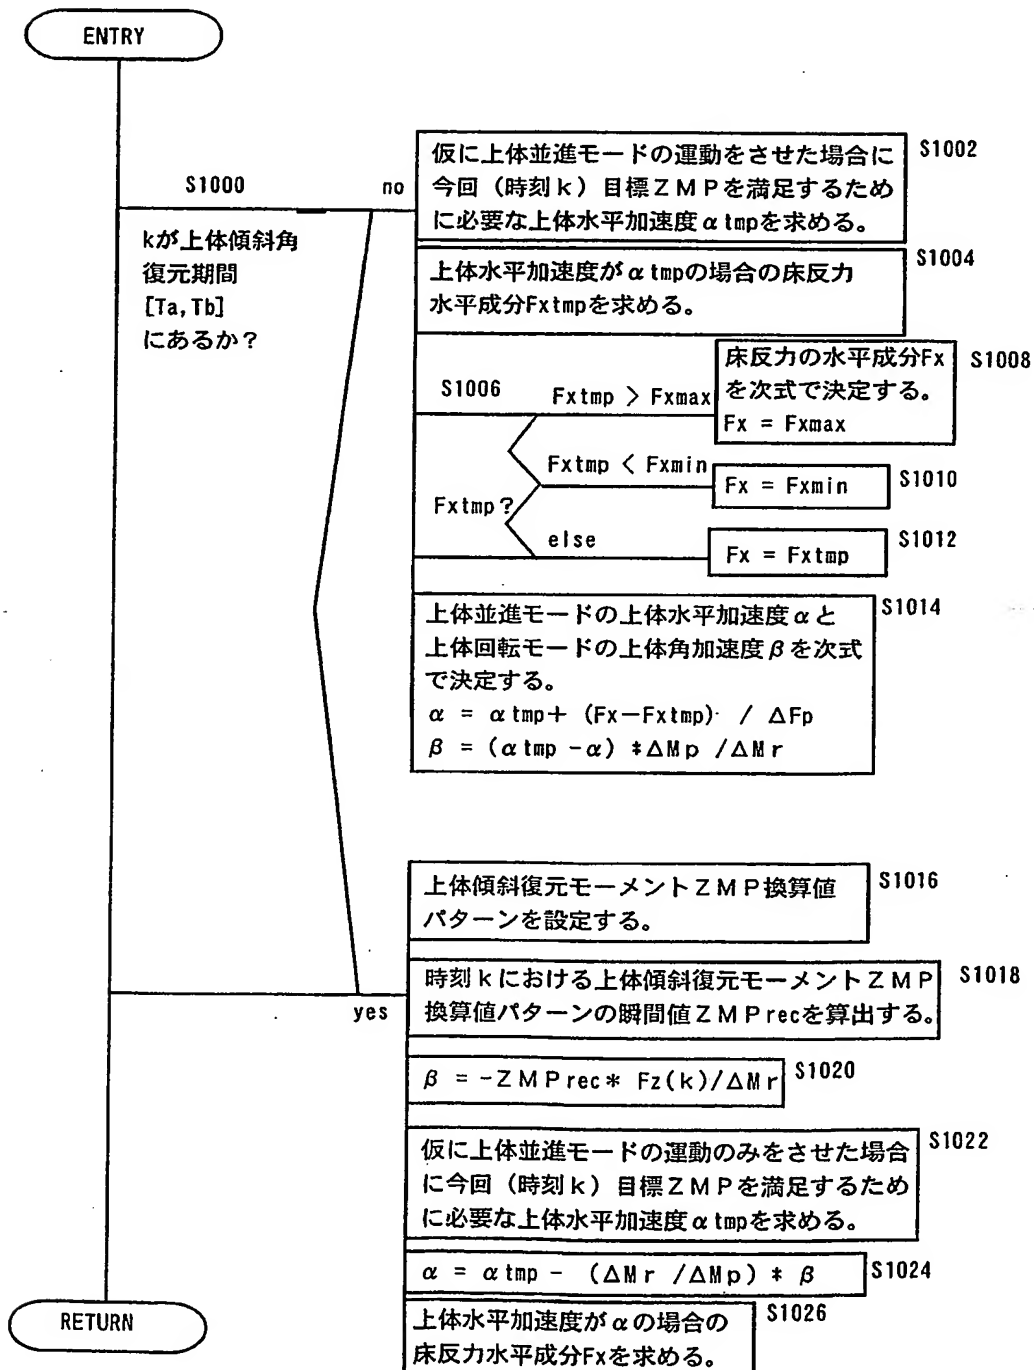 ENTRY
S1000
no
kが上体傾斜角
復元期間
[Ta, Tb]
にあるか？
仮に上体並進モードの運動をさせた場合に
今回（時刻k）目標ZMPを満足するため
に必要な上体水平加速度αtmpを求める。
S1002
上体水平加速度がαtmpの場合の床反力
水平成分Fxtmpを求める。
S1004
S1006
Fxtmp？
Fxtmp > Fxmax
床反力の水平成分Fx
を次式で決定する。
Fx = Fxmax
S1008
Fxtmp < Fxmin
Fx = Fxmin
S1010
else
Fx = Fxtmp
S1012
上体並進モードの上体水平加速度αと
上体回転モードの上体角加速度βを次式
で決定する。
α = αtmp+ (Fx-Fxtmp) / ΔFp
β = (αtmp -α) *ΔMp /ΔMr
S1014
yes
上体傾斜復元モーメントZMP換算値
パターンを設定する。
S1016
時刻kにおける上体傾斜復元モーメントZMP
換算値パターンの瞬間値ZMPrecを算出する。
S1018
β = -ZMPrec* Fz(k)/ΔMr
S1020
仮に上体並進モードの運動のみをさせた場合
に今回（時刻k）目標ZMPを満足するため
に必要な上体水平加速度αtmpを求める。
S1022
α = αtmp - (ΔMr /ΔMp) * β
S1024
上体水平加速度がαの場合の
床反力水平成分Fxを求める。
S1026
RETURN